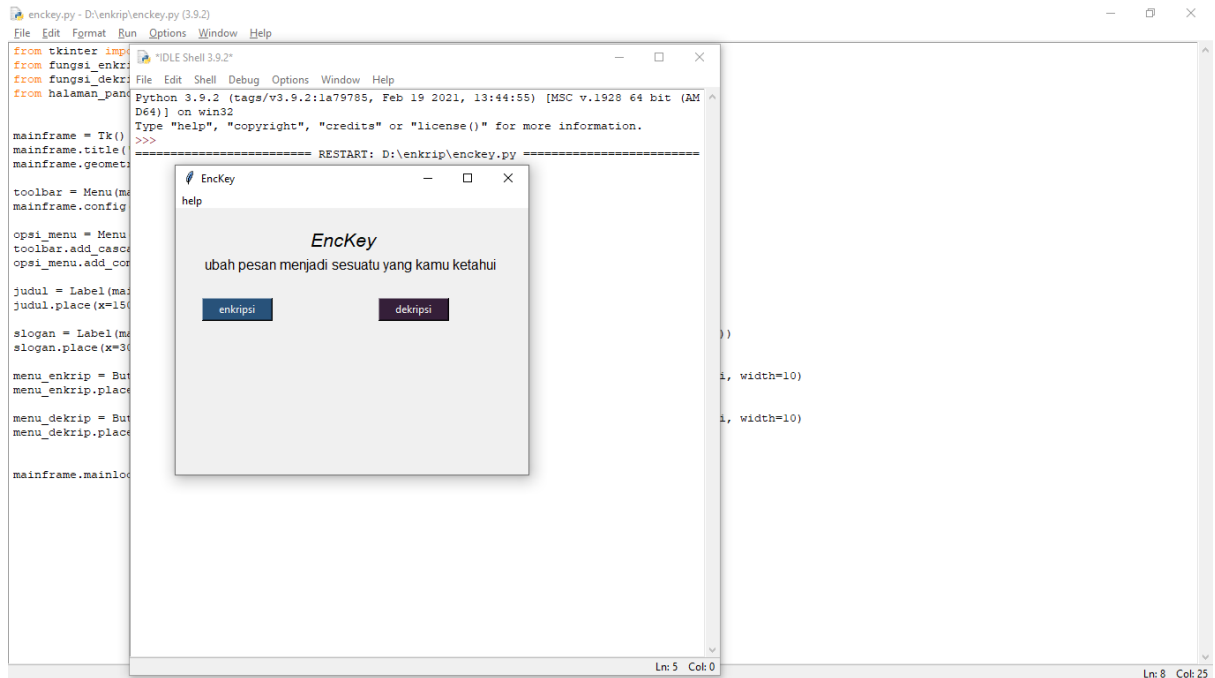 enckey.py - D:\enkrip\enckey.py (3.9.2)
File Edit Format Run Options Window Help
from tkinter impo
from fungsi_enkri
from fungsi_dekri
from halaman_pand
mainframe = Tk()
mainframe.title('
mainframe.geometr
toolbar = Menu(ma
mainframe.config
opsi_menu = Menu
toolbar.add_casca
opsi_menu.add_com
judul = Label(mai
judul.place(x=150
slogan = Label(ma
slogan.place(x=30
menu_enkrip = But
menu_enkrip.place
menu_dekrip = But
menu_dekrip.place
mainframe.mainloo
))
i, width=10)
i, width=10)
Ln: 8 Col: 25
*IDLE Shell 3.9.2*
File Edit Shell Debug Options Window Help
Python 3.9.2 (tags/v3.9.2:1a79785, Feb 19 2021, 13:44:55) [MSC v.1928 64 bit (AM
D64)] on win32
Type "help", "copyright", "credits" or "license()" for more information.
>>>
========================= RESTART: D:\enkrip\enckey.py =========================
Ln: 5 Col: 0
EncKey
help
EncKey
ubah pesan menjadi sesuatu yang kamu ketahui
enkripsi dekripsi